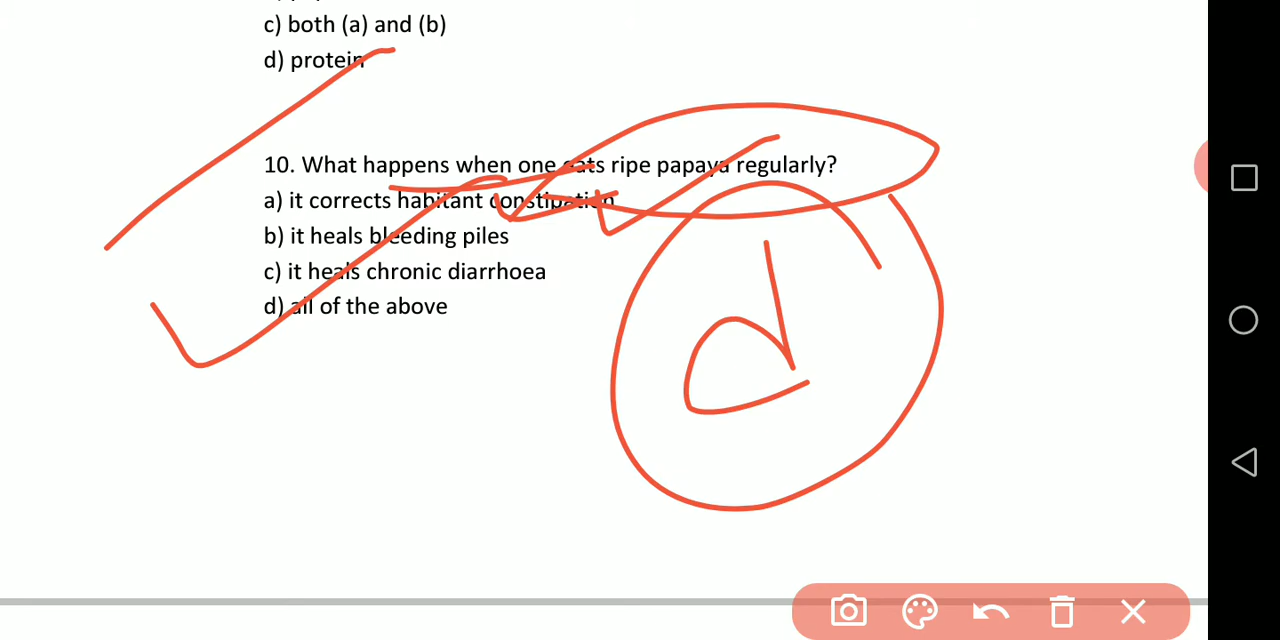 c) both (a) and (b)
d) protein
10. What happens when one eats ripe papaya regularly?
a) it corrects habitant constipation
b) it heals bleeding piles
c) it heals chronic diarrhoea
d) all of the above
d